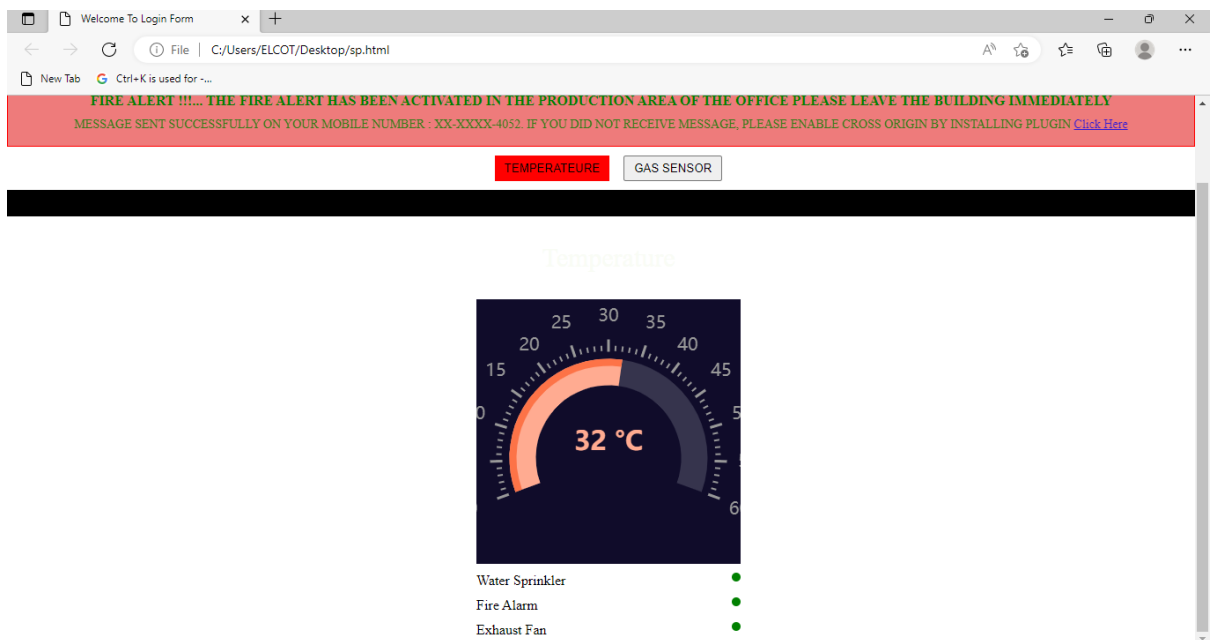 Welcome To Login Form
File | C:/Users/ELCOT/Desktop/sp.html
New Tab Ctrl+K is used for -...
FIRE ALERT !!!... THE FIRE ALERT HAS BEEN ACTIVATED IN THE PRODUCTION AREA OF THE OFFICE PLEASE LEAVE THE BUILDING IMMEDIATELY
MESSAGE SENT SUCCESSFULLY ON YOUR MOBILE NUMBER : XX-XXXX-4052. IF YOU DID NOT RECEIVE MESSAGE, PLEASE ENABLE CROSS ORIGIN BY INSTALLING PLUGIN Click Here
TEMPERATEURE GAS SENSOR
Temperature
25 30 35
20 40
15 45
0 5
32 °C
6
Water Sprinkler
Fire Alarm
Exhaust Fan